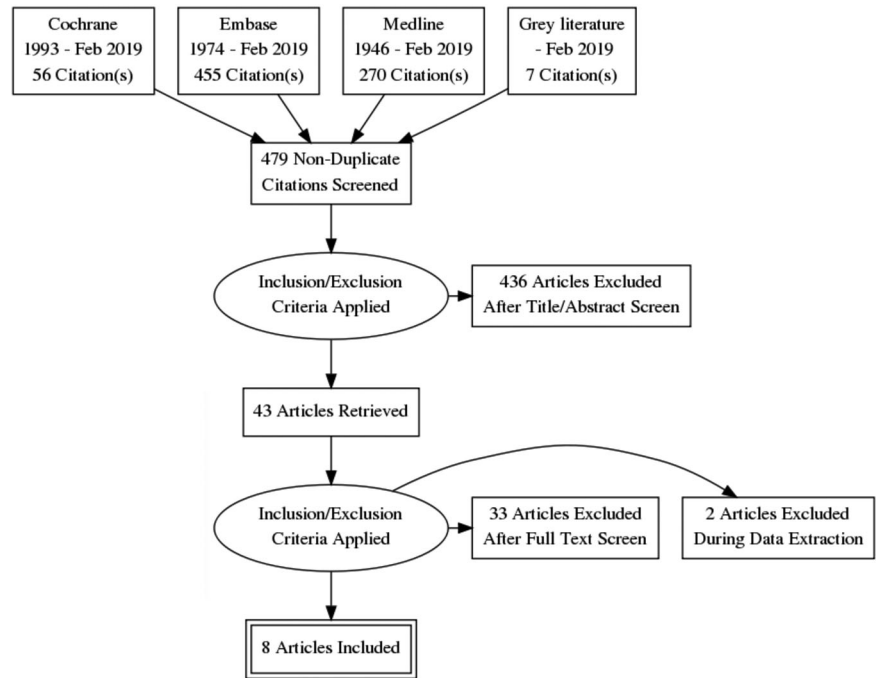 Cochrane
1993 - Feb 2019
56 Citation(s)
Embase
1974 - Feb 2019
455 Citation(s)
Medline
1946 - Feb 2019
270 Citation(s)
Grey literature
- Feb 2019
7 Citation(s)
479 Non-Duplicate
Citations Screened
Inclusion/Exclusion
Criteria Applied
436 Articles Excluded
After Title/Abstract Screen
43 Articles Retrieved
Inclusion/Exclusion
Criteria Applied
33 Articles Excluded
After Full Text Screen
2 Articles Excluded
During Data Extraction
8 Articles Included